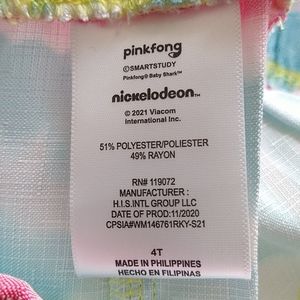 pinkfong
©SMARTSTUDY
Pinkfong® Baby Shark™
nickelodeon™
© 2021 Viacom
International Inc.
51% POLYESTER/POLIESTER
49% RAYON
RN# 119072
MANUFACTURER :
H.I.S.INTL GROUP LLC
DATE OF PROD:11/2020
CPSIA#WM146761RKY-S21
4T
MADE IN PHILIPPINES
HECHO EN FILIPINAS